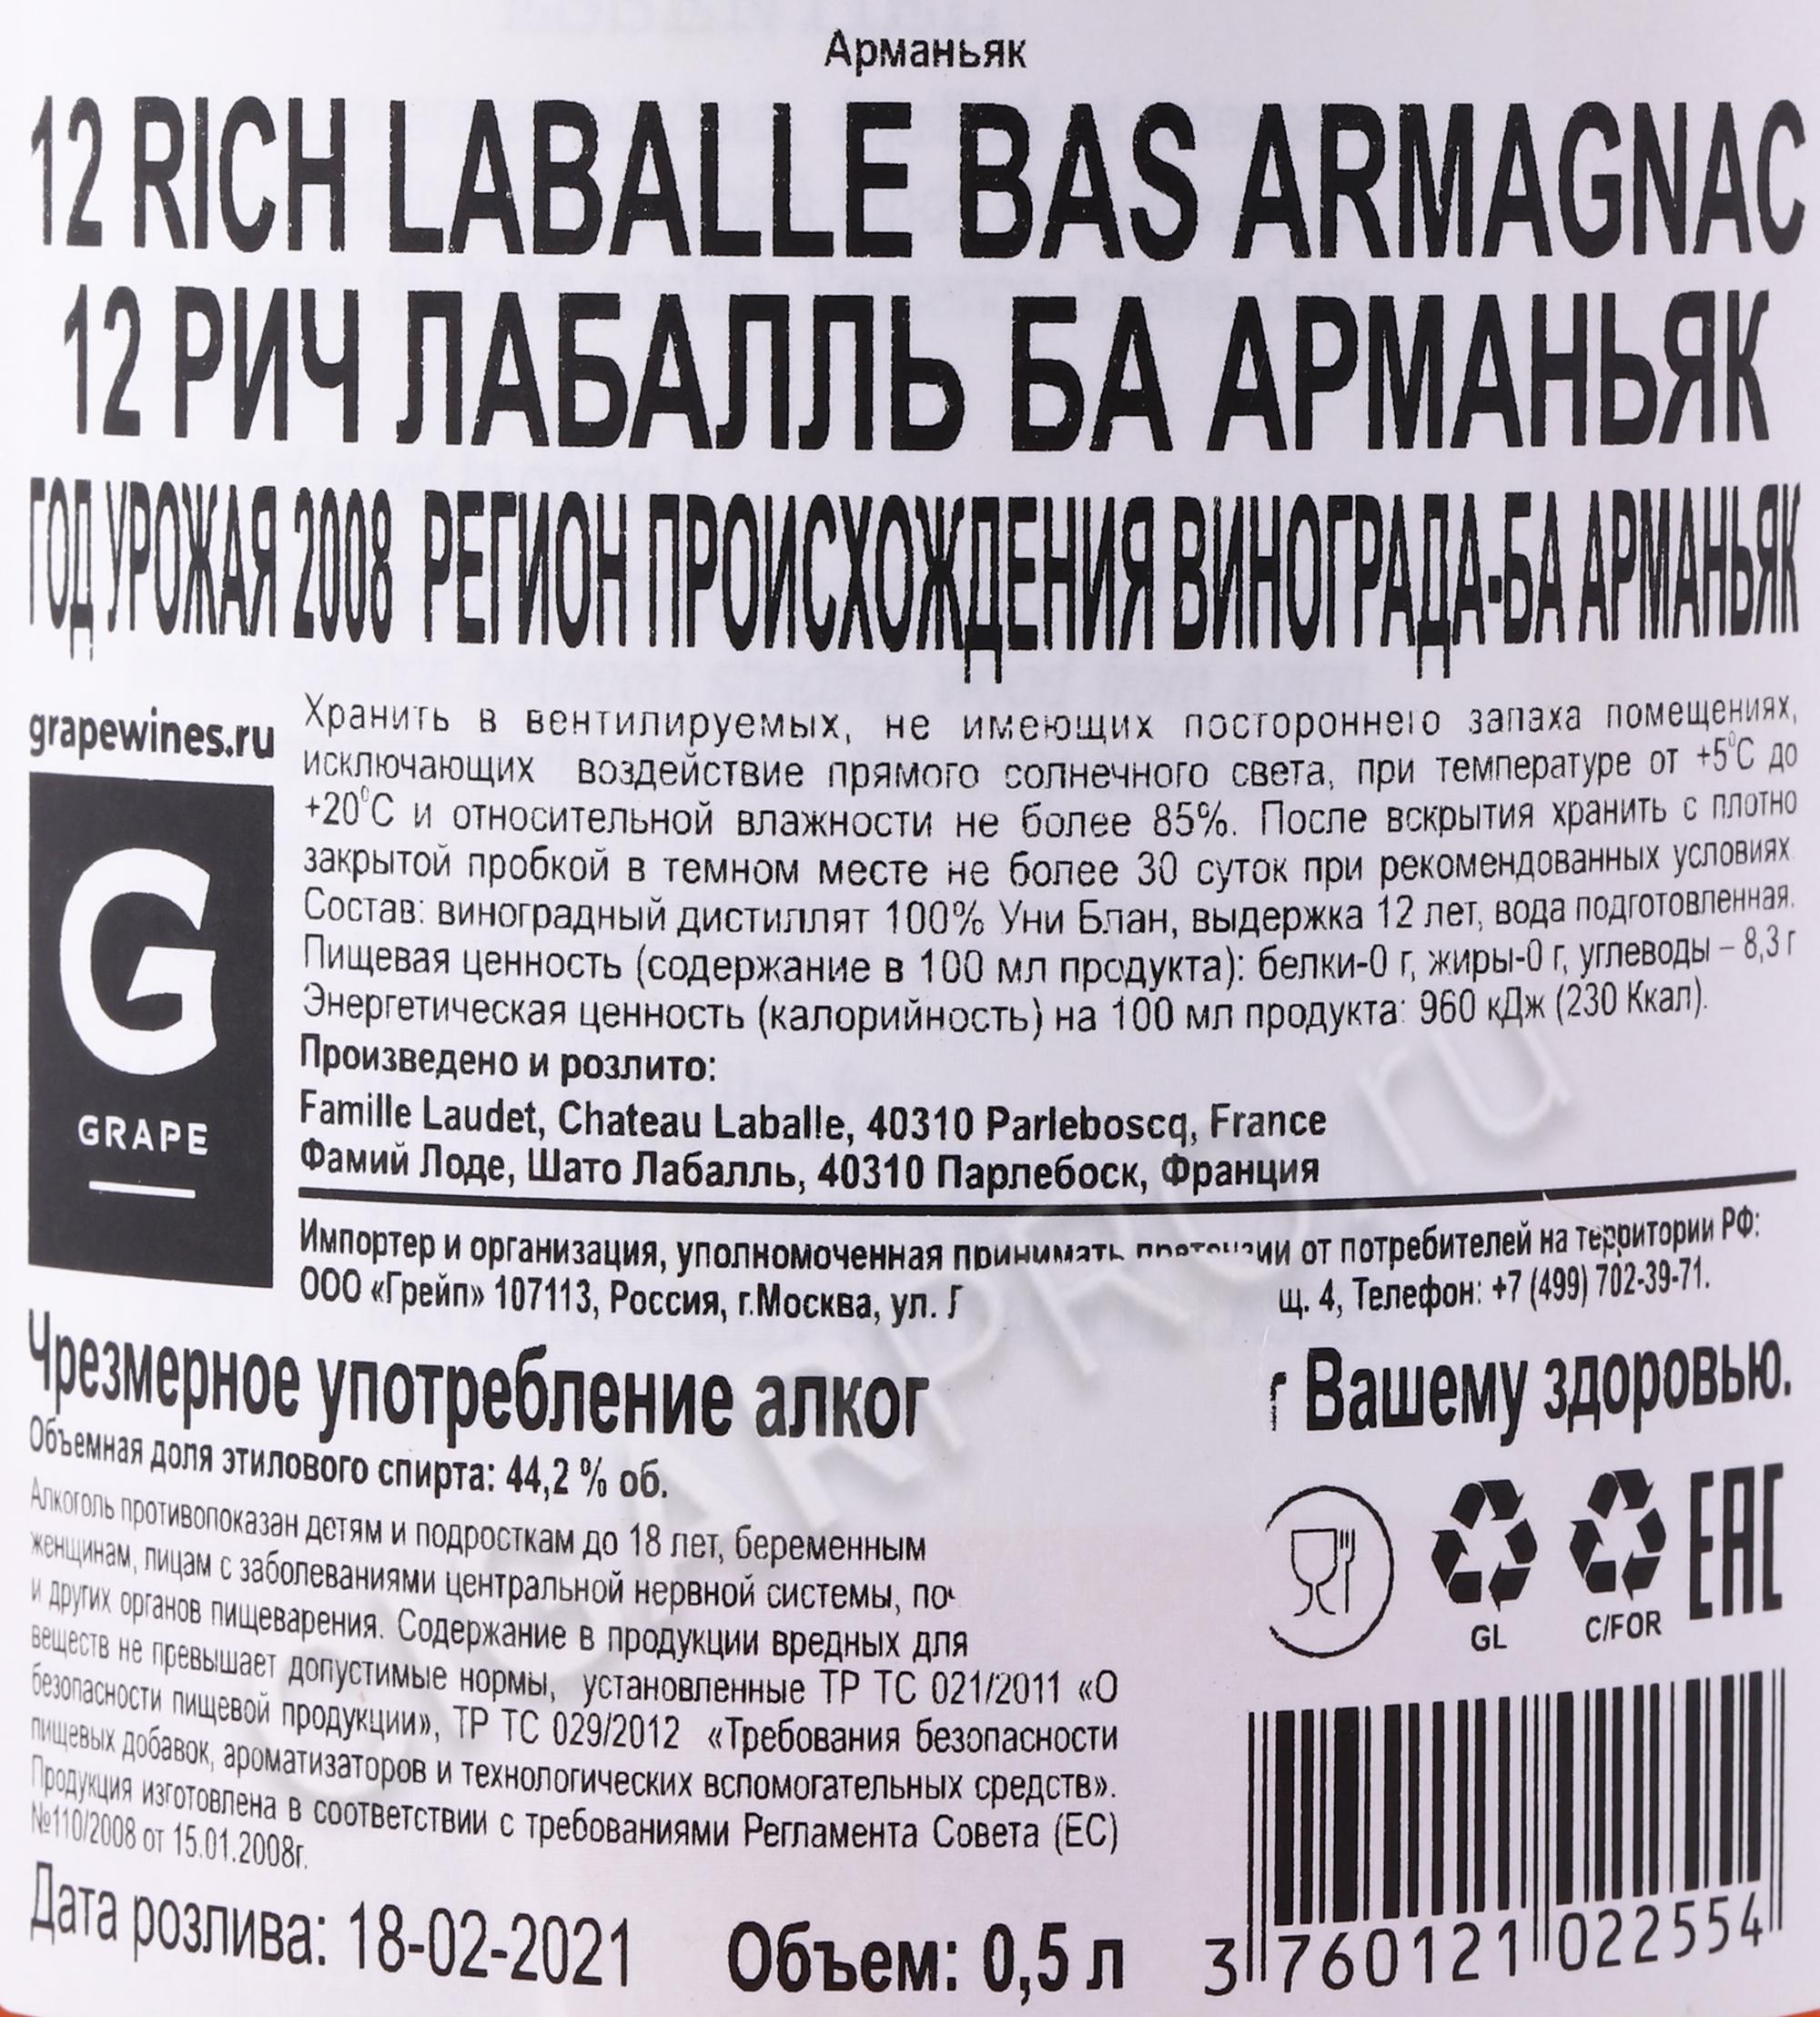 Арманьяк
12 RICH LABALLE BAS ARMAGNAC
12 РИЧ ЛАБАЛЛЬ БА АРМАНЬЯК
ГОД УРОЖАЯ 2008 РЕГИОН ПРОИСХОЖДЕНИЯ ВИНОГРАДА-БА АРМАНЬЯК
grapewines.ru
G
GRAPE
Хранить в вентилируемых, не имеющих постороннего запаха помещениях,
исключающих воздействие прямого солнечного света, при температуре от +5°С до
+20°С и относительной влажности не более 85%. После вскрытия хранить с плотно
закрытой пробкой в темном месте не более 30 суток при рекомендованных условиях.
Состав: виноградный дистиллят 100% Уни Блан, выдержка 12 лет, вода подготовленная.
Пищевая ценность (содержание в 100 мл продукта): белки-0 г, жиры-0 г, углеводы – 8,3 г
Энергетическая ценность (калорийность) на 100 мл продукта: 960 кДж (230 Ккал).
Произведено и розлито:
Famille Laudet, Chateau Laballe, 40310 Parleboscq, France
Фамий Лоде, Шато Лабалль, 40310 Парлебоск, Франция
Импортер и организация, уполномоченная принимать от потребителей на территории РФ:
ООО «Грейп» 107113, Россия, г.Москва, ул. щ. 4, Телефон: +7 (499) 702-39-71.
Чрезмерное употребление алког Вашему здоровью.
Объемная доля этилового спирта: 44,2 % об.
Алкоголь противопоказан детям и подросткам до 18 лет, беременным
женщинам, лицам с заболеваниями центральной нервной системы, по
и других органов пищеварения. Содержание в продукции вредных для
веществ не превышает допустимые нормы, установленные ТР ТС 021/2011 «О
безопасности пищевой продукции», ТР ТС 029/2012 «Требования безопасности
пищевых добавок, ароматизаторов и технологических вспомогательных средств».
Продукция изготовлена в соответствии с требованиями Регламента Совета (ЕС)
№110/2008 от 15.01.2008г.
GL
C/FOR
EAC
Дата розлива: 18-02-2021
Объем: 0,5 л
3 760121 022554
CIGARPRO.ru